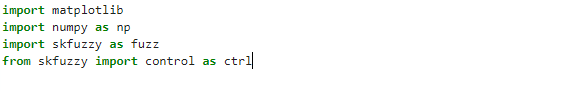 import matplotlib
import numpy as np
import skfuzzy as fuzz
from skfuzzy import control as ctrl